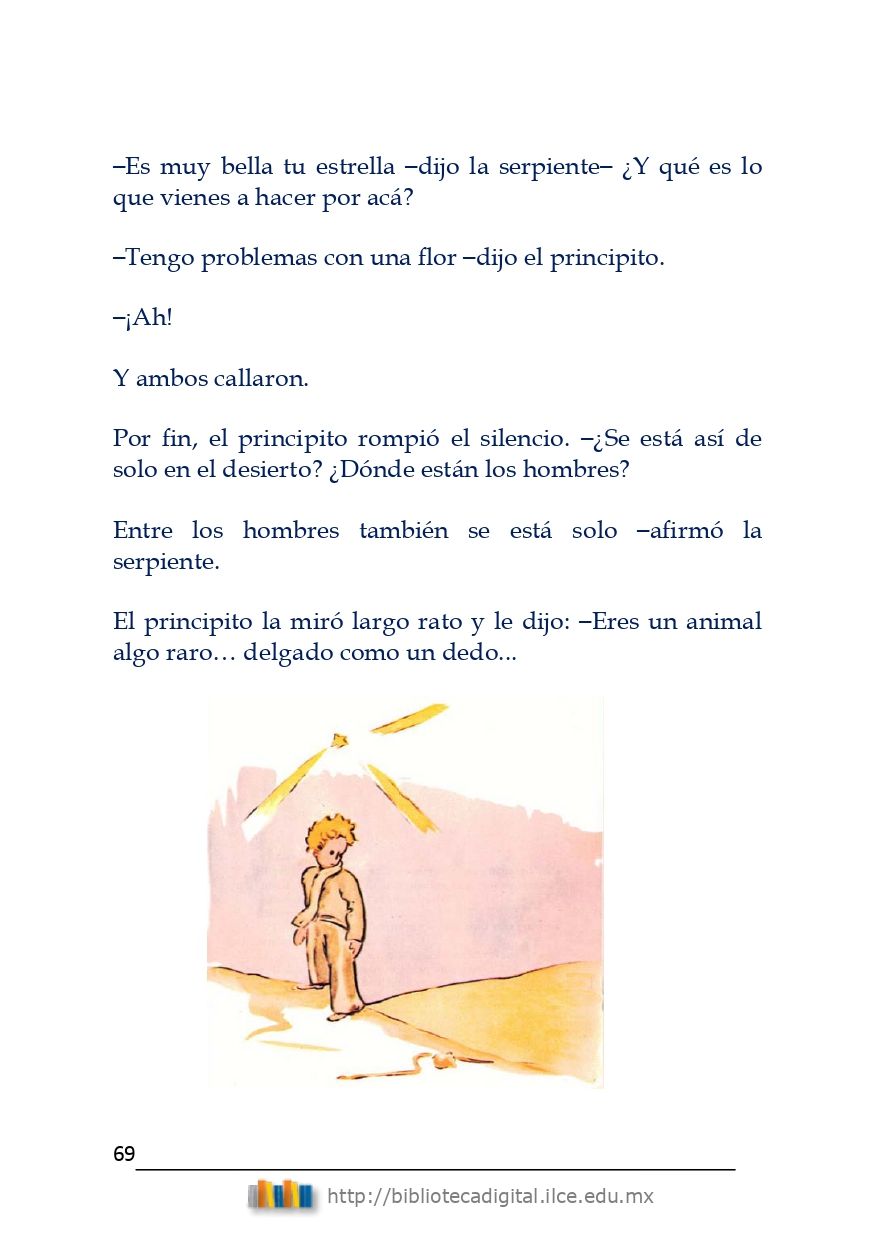 –Es muy bella tu estrella –dijo la serpiente– ¿Y qué es lo
que vienes a hacer por acá?
–Tengo problemas con una flor –dijo el principito.
–¡Ah!
Y ambos callaron.
Por fin, el principito rompió el silencio. –¿Se está así de
solo en el desierto? ¿Dónde están los hombres?
Entre los hombres también se está solo –afirmó la
serpiente.
El principito la miró largo rato y le dijo: –Eres un animal
algo raro… delgado como un dedo...
69
http://bibliotecadigital.ilce.edu.mx